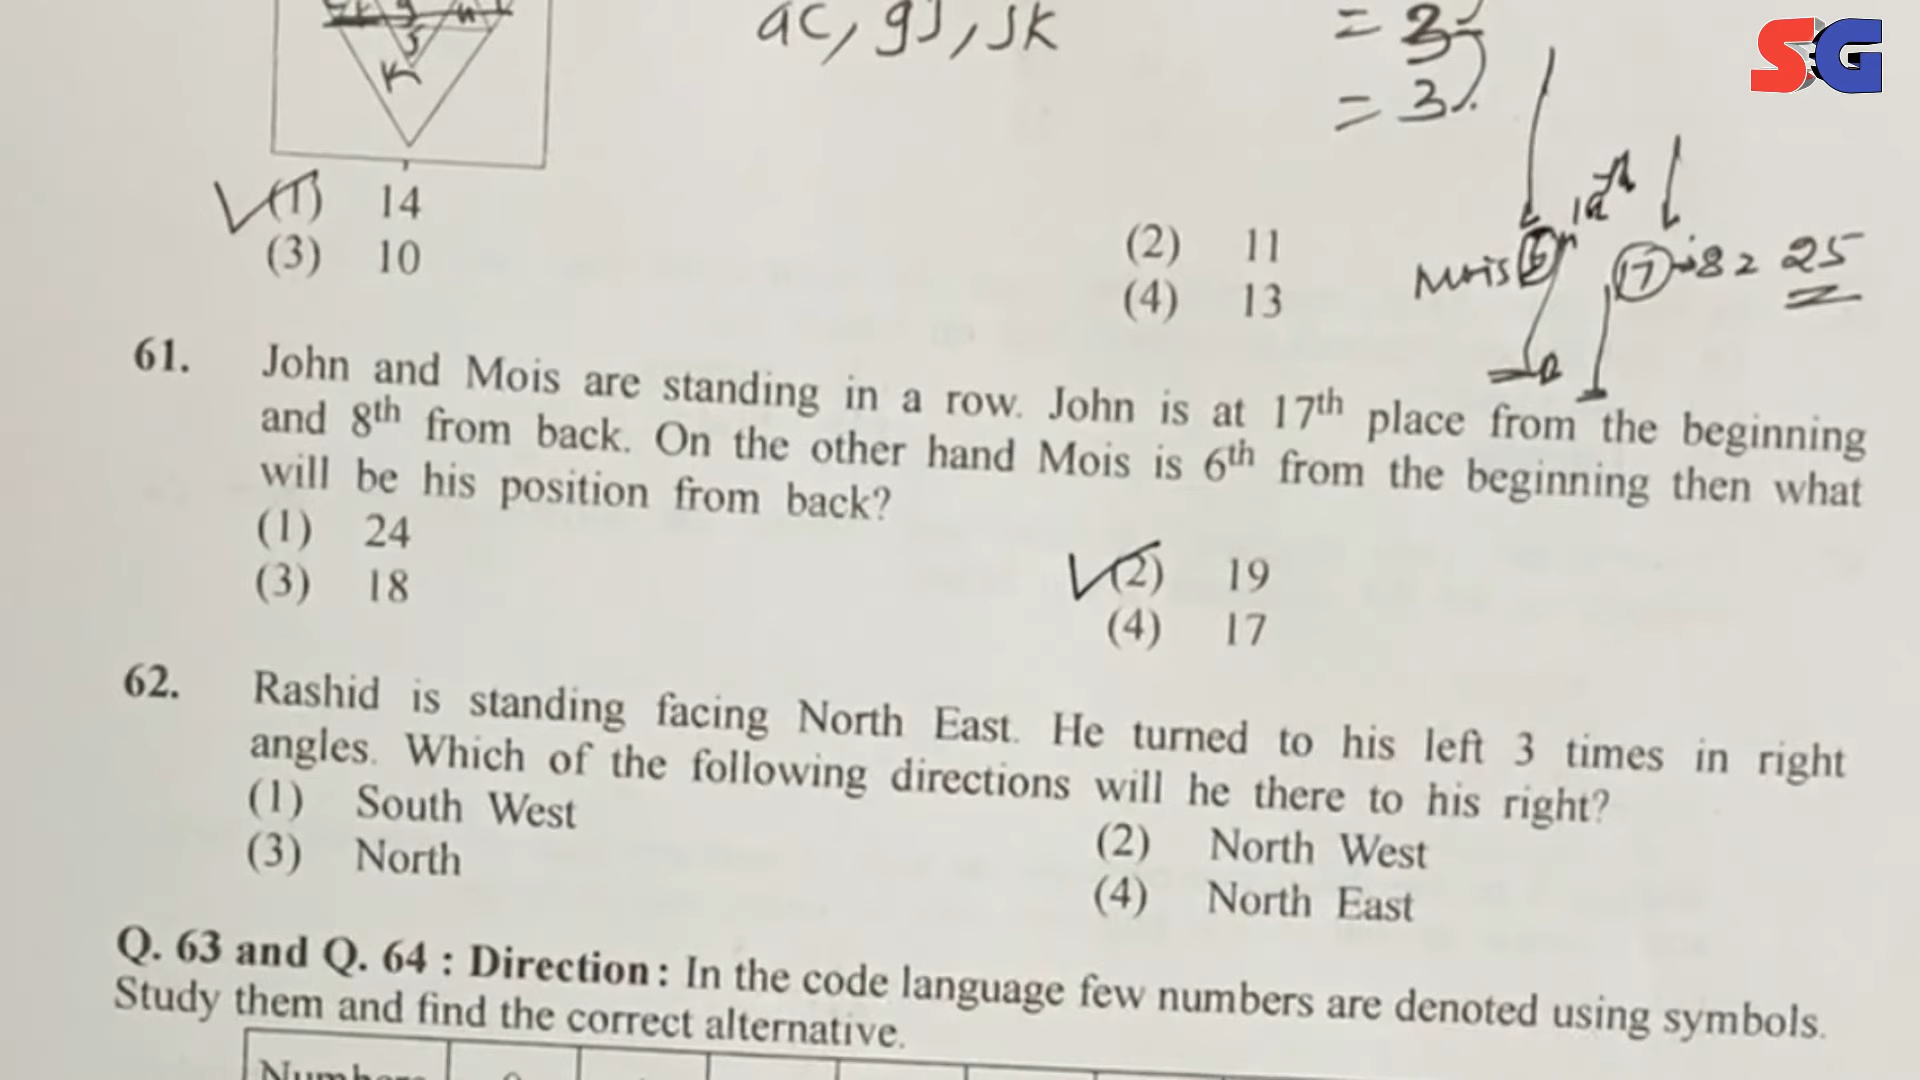 ac, gj, jk
= 3
= 3
SG
(1) 14
(2) 11
(3) 10
(4) 13
Mois 6th 19th
17 → 8 = 25
61. John and Mois are standing in a row. John is at 17th place from the beginning
and 8th from back. On the other hand Mois is 6th from the beginning then what
will be his position from back?
(1) 24
(2) 19
(3) 18
(4) 17
62. Rashid is standing facing North East. He turned to his left 3 times in right
angles. Which of the following directions will he there to his right?
(1) South West
(2) North West
(3) North
(4) North East
Q. 63 and Q. 64 : Direction : In the code language few numbers are denoted using symbols.
Study them and find the correct alternative.
Numbers